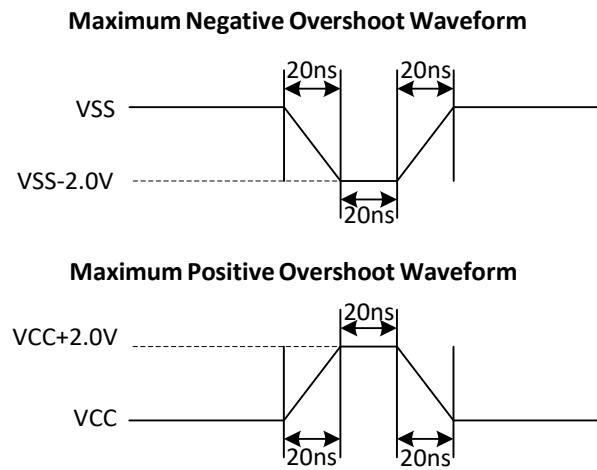 Maximum Negative Overshoot Waveform
20ns 20ns
VSS
VSS-2.0V
20ns
Maximum Positive Overshoot Waveform
20ns
VCC+2.0V
VCC
20ns 20ns